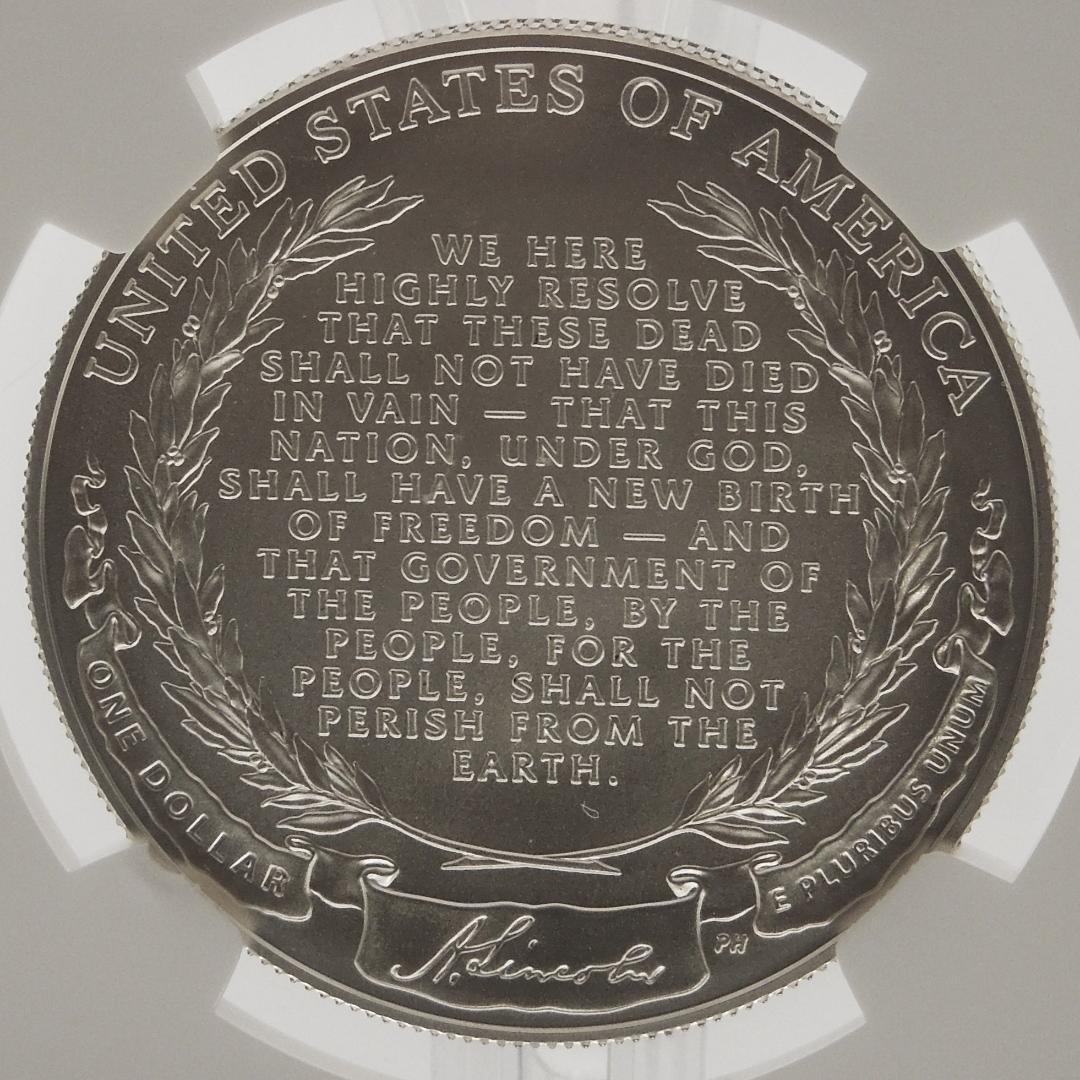 UNITED STATES OF AMERICA
WE HERE
HIGHLY RESOLVE
THAT THESE DEAD
SHALL NOT HAVE DIED
IN VAIN — THAT THIS
NATION, UNDER GOD,
SHALL HAVE A NEW BIRTH
OF FREEDOM — AND
THAT GOVERNMENT OF
THE PEOPLE, BY THE
PEOPLE, FOR THE
PEOPLE, SHALL NOT
PERISH FROM THE
EARTH.
ONE DOLLAR
A. Lincoln
PH
E PLURIBUS UNUM